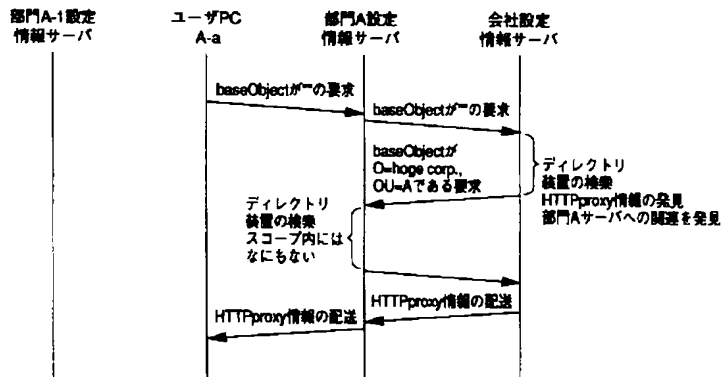 部門A-1設定
情報サーバ
ユーザPC
A-a
部門A設定
情報サーバ
会社設定
情報サーバ
baseObjectが""の要求
baseObjectが""の要求
baseObjectが
O=hoge corp.,
OU=Aである要求
ディレクトリ
装置の検索
HTTPproxy情報の発見
部門Aサーバへの関連を発見
ディレクトリ
装置の検索
スコープ内には
なにもない
HTTPproxy情報の配送
HTTPproxy情報の配送